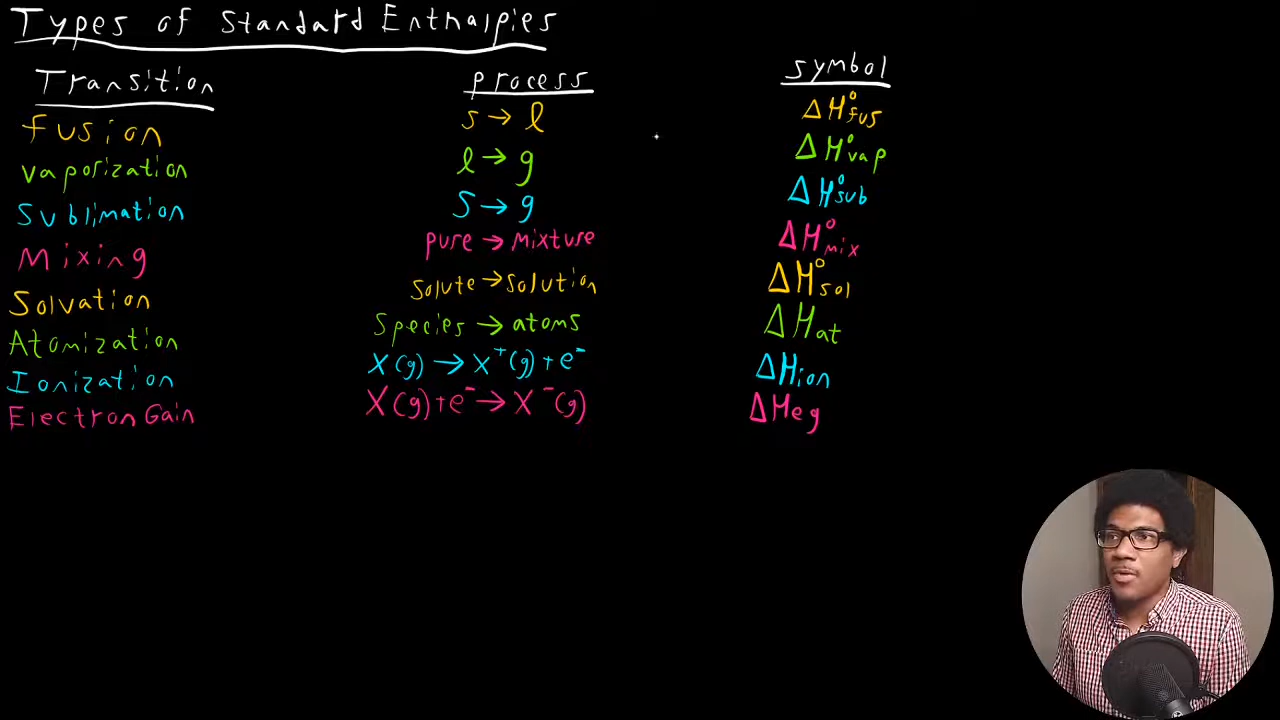 Types of Standard Enthalpies
Transition process symbol
fusion s → l ΔH°fus
vaporization l → g ΔH°vap
Sublimation S → g ΔH°sub
Mixing pure → mixture ΔH°mix
Solvation solute → solution ΔH°sol
Atomization Species → atoms ΔHat
Ionization X(g) → X⁺(g) + e⁻ ΔHion
Electron Gain X(g) + e⁻ → X⁻(g) ΔHeg